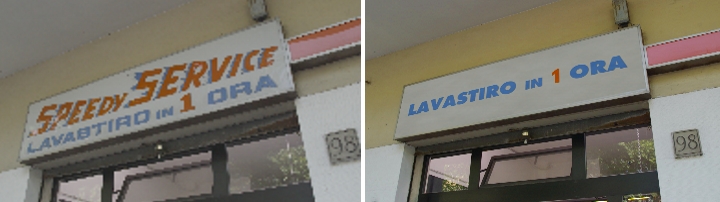 SPEEDY SERVICE
LAVASTIRO IN 1 ORA
98
LAVASTIRO IN 1 ORA
98